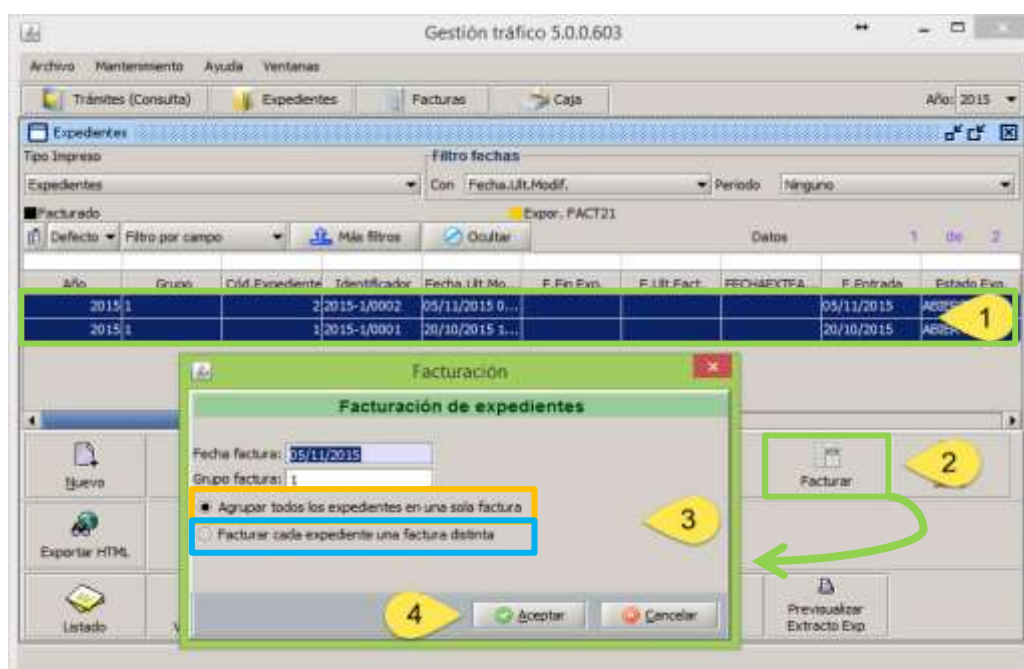 Gestión tráfico 5.0.0.603
Archivo Mantenimiento Ayuda Ventanas
Trámites (Consulta) Expedientes Facturas Caja Año: 2015
Expedientes
Tipo Impreso Filtro fechas
Expedientes Con Fecha.Ult.Modif. Periodo Ninguno
Facturado Expor. FACT21
Defecto Filtro por campo Más filtros Ocultar Datos 1 de 2
Año Grupo Cód.Expediente Identificador Fecha.Ult.Mo... F.Fin Exp. F.Ult.Fact. FECHAEXTFA... F.Entrada Estado Exp.
2015 1 2 2015-1/0002 05/11/2015 0... 05/11/2015
1
2015 1 1 2015-1/0001 20/10/2015 1... 20/10/2015
Facturación
Facturación de expedientes
Fecha factura: 05/11/2015
Grupo factura: 1
Agrupar todos los expedientes en una sola factura
Facturar cada expediente una factura distinta
3
4 Aceptar Cancelar
Nuevo Facturar 2
Exportar HTML
Listado Previsualizar
Extracto Exp